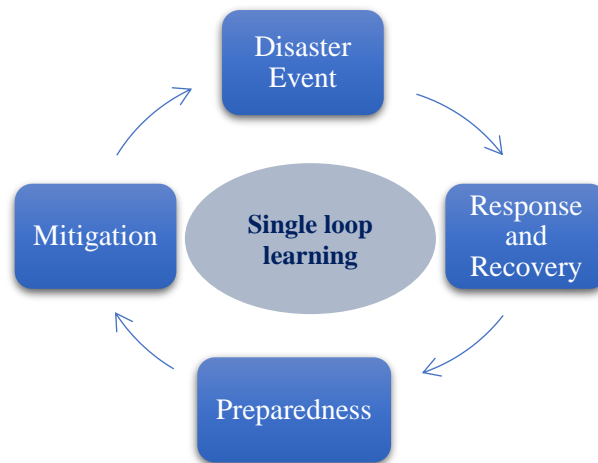 Disaster
Event
Mitigation
Single loop
learning
Response
and
Recovery
Preparedness